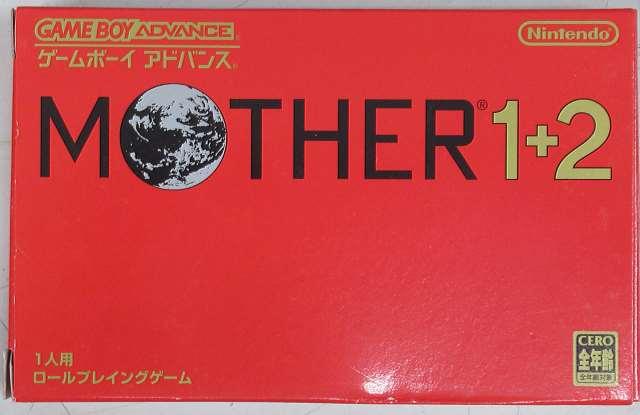 GAME BOY ADVANCE
ゲームボーイ アドバンス®
Nintendo®
MOTHER® 1+2
1人用
ロールプレイングゲーム
CERO
全年齢
全年齢対象